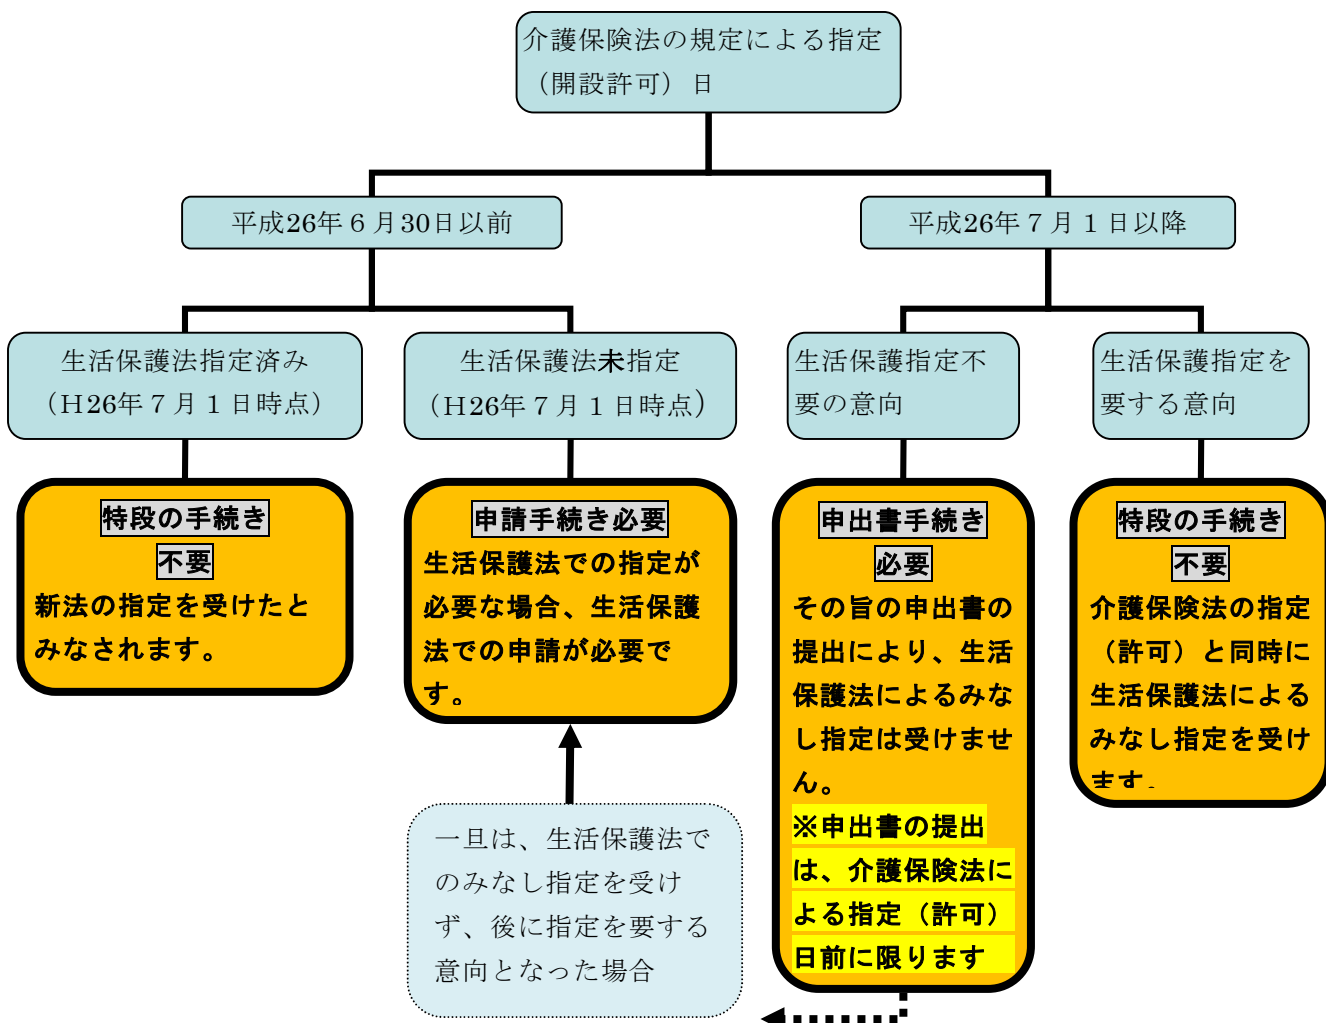 介護保険法の規定による指定
（開設許可）日
平成26年６月30日以前
平成26年７月１日以降
生活保護法指定済み
（Ｈ26年７月１日時点）
生活保護法未指定
（Ｈ26年７月１日時点）
生活保護指定不
要の意向
生活保護指定を
要する意向
特段の手続き
不要
新法の指定を受けたと
みなされます。
申請手続き必要
生活保護法での指定が
必要な場合、生活保護
法での申請が必要で
す。
申出書手続き
必要
その旨の申出書の
提出により、生活
保護法によるみな
し指定は受けませ
ん。
※申出書の提出
は、介護保険法に
よる指定（許可）
日前に限ります
特段の手続き
不要
介護保険法の指定
（許可）と同時に
生活保護法による
みなし指定を受け
ます。
一旦は、生活保護法で
のみなし指定を受け
ず、後に指定を要する
意向となった場合